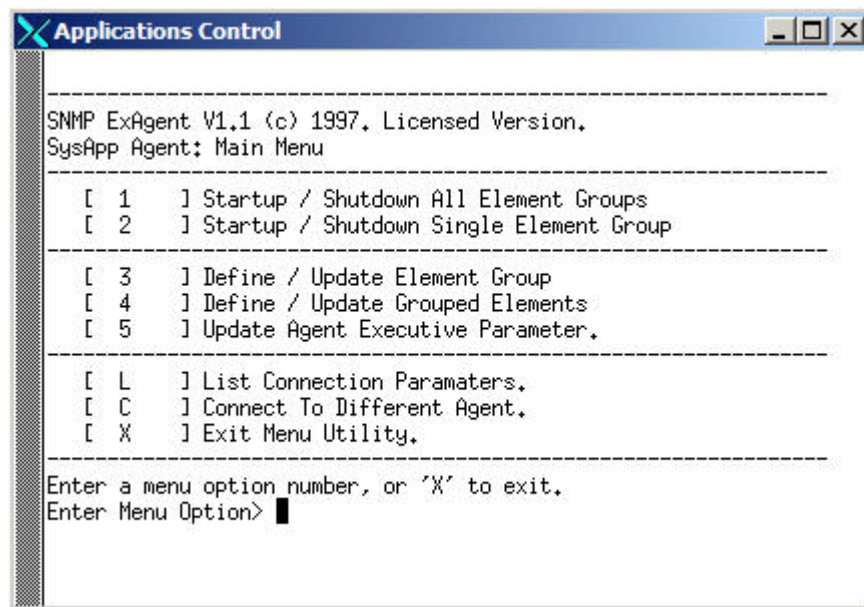 Applications Control
SNMP ExAgent V1.1 (c) 1997. Licensed Version.
SysApp Agent: Main Menu
[ 1 ] Startup / Shutdown All Element Groups
[ 2 ] Startup / Shutdown Single Element Group
[ 3 ] Define / Update Element Group
[ 4 ] Define / Update Grouped Elements
[ 5 ] Update Agent Executive Parameter.
[ L ] List Connection Paramaters.
[ C ] Connect To Different Agent.
[ X ] Exit Menu Utility.
Enter a menu option number, or 'X' to exit.
Enter Menu Option>